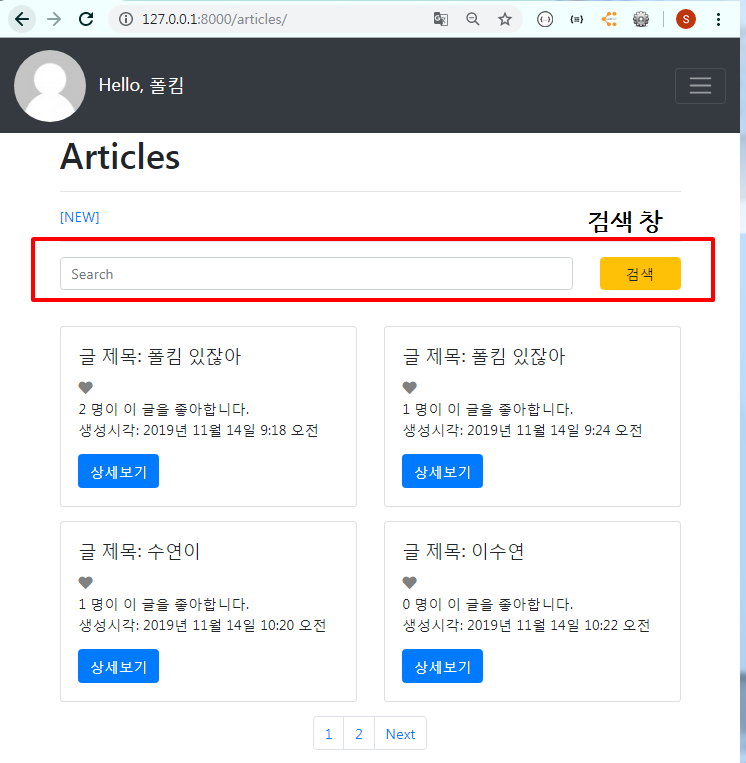 127.0.0.1:8000/articles/
S
Hello, 폴킴
Articles
[NEW]
검색 창
Search
검색
글 제목: 폴킴 있잖아
2 명이 이 글을 좋아합니다.
생성시각: 2019년 11월 14일 9:18 오전
상세보기
글 제목: 폴킴 있잖아
1 명이 이 글을 좋아합니다.
생성시각: 2019년 11월 14일 9:24 오전
상세보기
글 제목: 수연이
1 명이 이 글을 좋아합니다.
생성시각: 2019년 11월 14일 10:20 오전
상세보기
글 제목: 이수연
0 명이 이 글을 좋아합니다.
생성시각: 2019년 11월 14일 10:22 오전
상세보기
1 2 Next